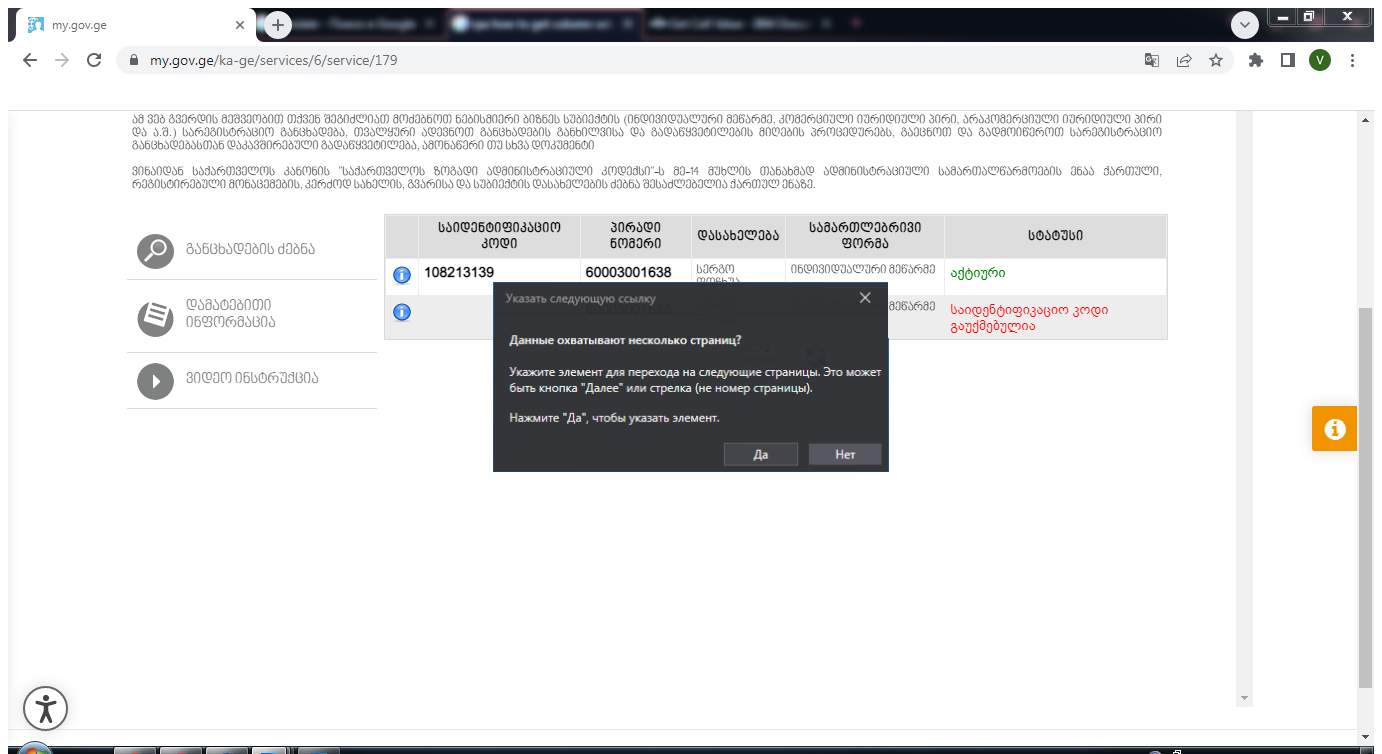 my.gov.ge
my.gov.ge/ka-ge/services/6/service/179
V
ამ ვებ გვერდის მეშვეობით თქვენ შეგიძლიათ მოძებნოთ ნებისმიერი ბიზნეს სუბიექტის (ინდივიდუალური მეწარმე, კომერციული იურიდიული პირი, არაკომერციული იურიდიული პირი
და ა.შ.) სარეგისტრაციო განცხადება, თვალყური ადევნოთ განცხადების განხილვისა და გადაწყვეტილების მიღების პროცედურებს, გაეცნოთ და გადმოიწეროთ სარეგისტრაციო
განცხადებასთან დაკავშირებული გადაწყვეტილება, ამონაწერი თუ სხვა დოკუმენტი
ვინაიდან საქართველოს კანონის "საქართველოს ზოგადი ადმინისტრაციული კოდექსი"-ს მე-14 მუხლის თანახმად ადმინისტრაციული სამართალწარმოების ენაა ქართული,
რეგისტირებული მონაცემების, კერძოდ სახელის, გვარისა და სუბიექტის დასახელების ძებნა შესაძლებელია ქართულ ენაზე.
განცხადების ძებნა
დამატებითი
ინფორმაცია
ვიდეო ინსტრუქცია
საიდენტიფიკაციო
კოდი
პირადი
ნომერი
დასახელება
სამართლებრივი
ფორმა
სტატუსი
108213139
60003001638
სერგო
ინდივიდუალური მეწარმე
აქტიური
მეწარმე
საიდენტიფიკაციო კოდი
გაუქმებულია
Указать следующую ссылку
Данные охватывают несколько страниц?
Укажите элемент для перехода на следующие страницы. Это может
быть кнопка "Далее" или стрелка (не номер страницы).
Нажмите "Да", чтобы указать элемент.
Да
Нет